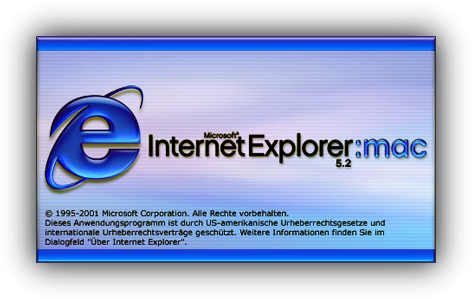 Microsoft®
Internet Explorer:mac
5.2
© 1995-2001 Microsoft Corporation. Alle Rechte vorbehalten.
Dieses Anwendungsprogramm ist durch US-amerikanische Urheberrechtsgesetze und
internationale Urheberrechtsverträge geschützt. Weitere Informationen finden Sie im
Dialogfeld "Über Internet Explorer".